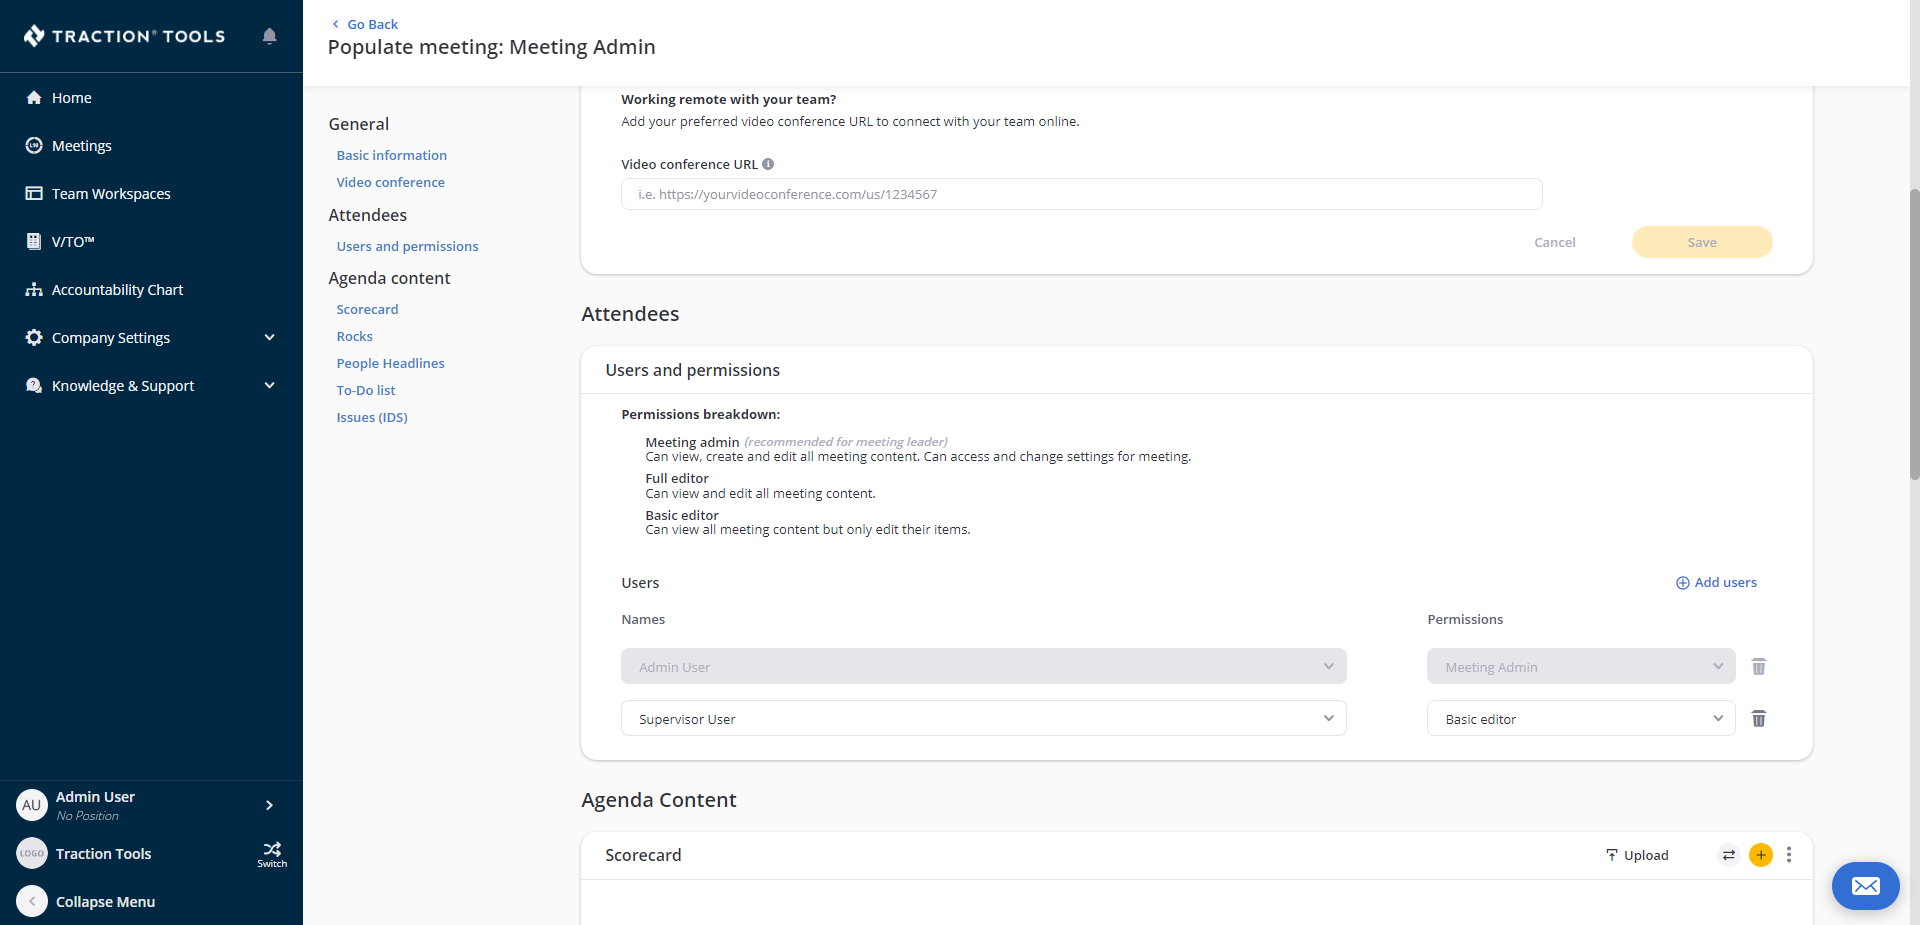 TRACTION® TOOLS
Home
Meetings
Team Workspaces
V/TO™
Accountability Chart
Company Settings
Knowledge & Support
AU
Admin User
No Position
LOGO
Traction Tools
Switch
Collapse Menu
Go Back
Populate meeting: Meeting Admin
General
Basic information
Video conference
Attendees
Users and permissions
Agenda content
Scorecard
Rocks
People Headlines
To-Do list
Issues (IDS)
Working remote with your team?
Add your preferred video conference URL to connect with your team online.
Video conference URL
i.e. https://yourvideoconference.com/us/1234567
Cancel
Save
Attendees
Users and permissions
Permissions breakdown:
Meeting admin (recommended for meeting leader)
Can view, create and edit all meeting content. Can access and change settings for meeting.
Full editor
Can view and edit all meeting content.
Basic editor
Can view all meeting content but only edit their items.
Users
Add users
Names
Permissions
Admin User
Meeting Admin
Supervisor User
Basic editor
Agenda Content
Scorecard
Upload